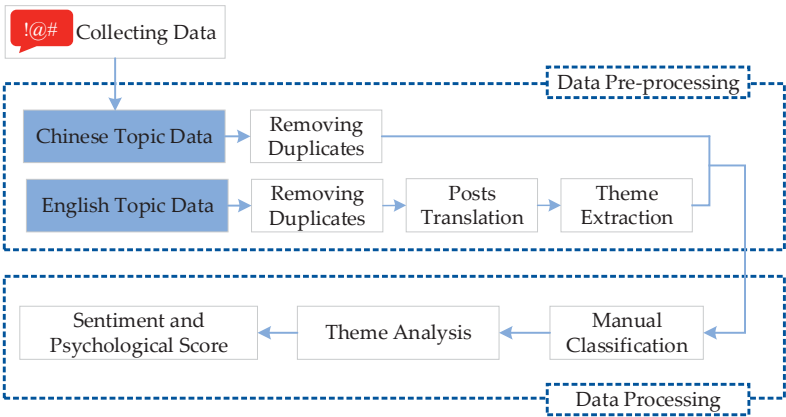 !@#
Collecting Data
Data Pre-processing
Chinese Topic Data
Removing
Duplicates
English Topic Data
Removing
Duplicates
Posts
Translation
Theme
Extraction
Sentiment and
Psychological Score
Theme Analysis
Manual
Classification
Data Processing